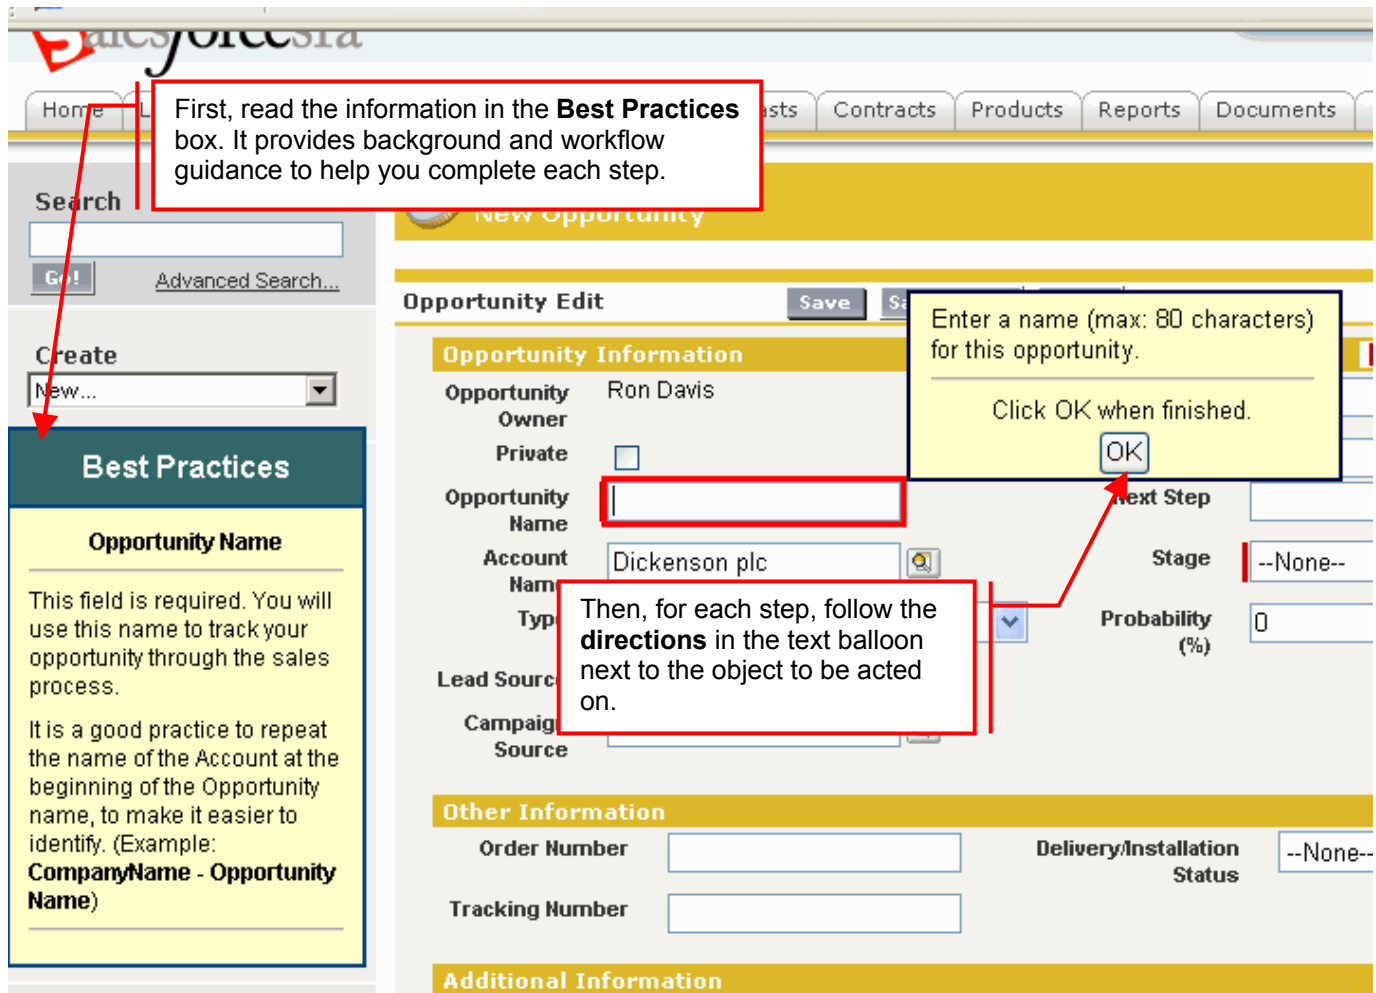 Salesforce sfa
Home
First, read the information in the Best Practices
box. It provides background and workflow
guidance to help you complete each step.
Contracts
Products
Reports
Documents
Search
New Opportunity
Go!
Advanced Search...
Opportunity Edit
Save
Enter a name (max: 80 characters)
for this opportunity.
Click OK when finished.
OK
Create
New...
Opportunity Information
Opportunity
Owner
Ron Davis
Private
Opportunity
Name
Next Step
Account
Name
Dickenson plc
Stage
--None--
Type
Then, for each step, follow the
directions in the text balloon
next to the object to be acted
on.
Probability
(%)
0
Lead Source
Campaign
Source
Best Practices
Opportunity Name
This field is required. You will
use this name to track your
opportunity through the sales
process.
It is a good practice to repeat
the name of the Account at the
beginning of the Opportunity
name, to make it easier to
identify. (Example:
CompanyName - Opportunity
Name)
Other Information
Order Number
Delivery/Installation
Status
--None--
Tracking Number
Additional Information